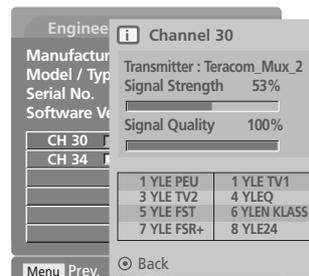 Enginee
Manufactur
Model / Typ
Serial No.
Software Ve
CH 30
CH 34
Menu Prev.
i Channel 30
Transmitter : Teracom_Mux_2
Signal Strength 53%
Signal Quality 100%
1 YLE PEU 1 YLE TV1
3 YLE TV2 4 YLEQ
5 YLE FST 6 YLEN KLASS
7 YLE FSR+ 8 YLE24
Back